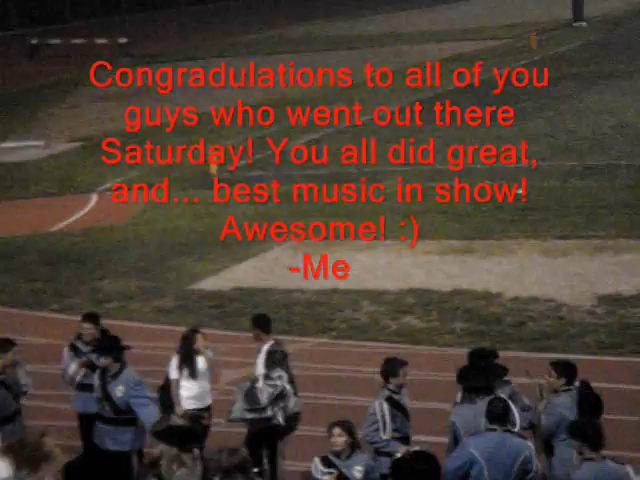 Congradulations to all of you
guys who went out there
Saturday! You all did great,
and... best music in show!
Awesome! :)
-Me